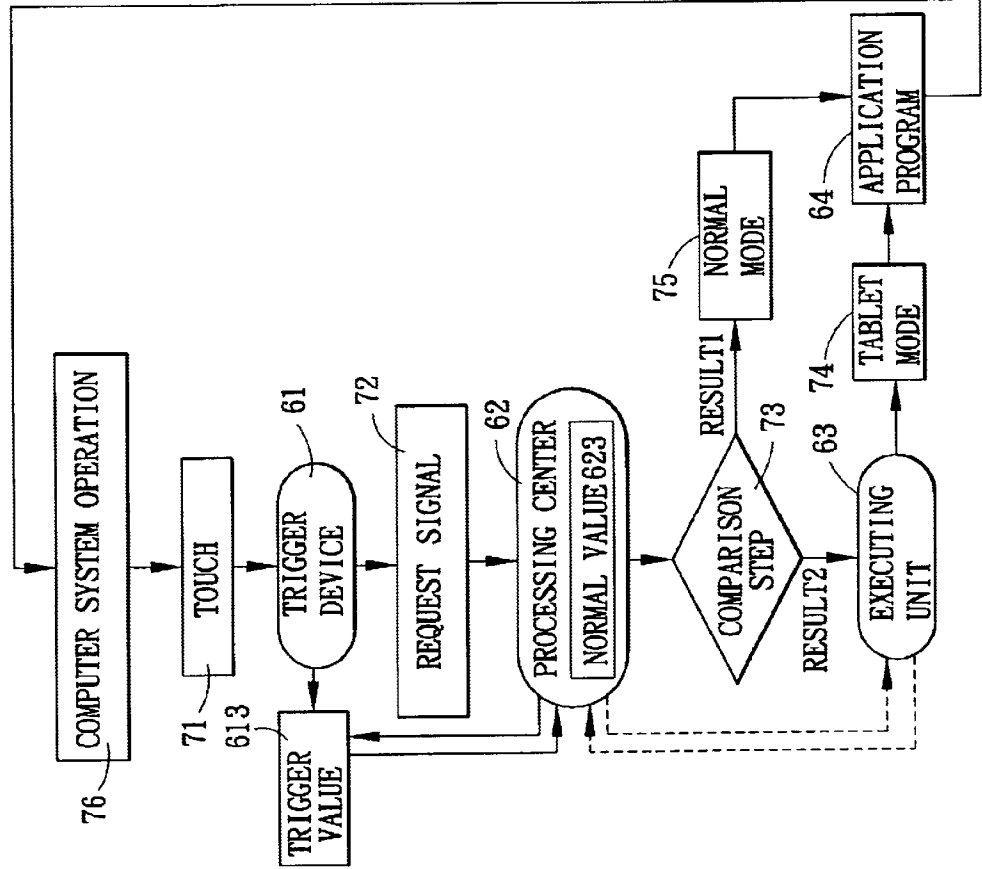 76
COMPUTER SYSTEM OPERATION
71
TOUCH
61
TRIGGER
DEVICE
613
TRIGGER
VALUE
72
REQUEST SIGNAL
62
PROCESSING CENTER
NORMAL VALUE 623
RESULT1
73
COMPARISON
STEP
RESULT2
75
NORMAL
MODE
63
EXECUTING
UNIT
74
TABLET
MODE
64
APPLICATION
PROGRAM